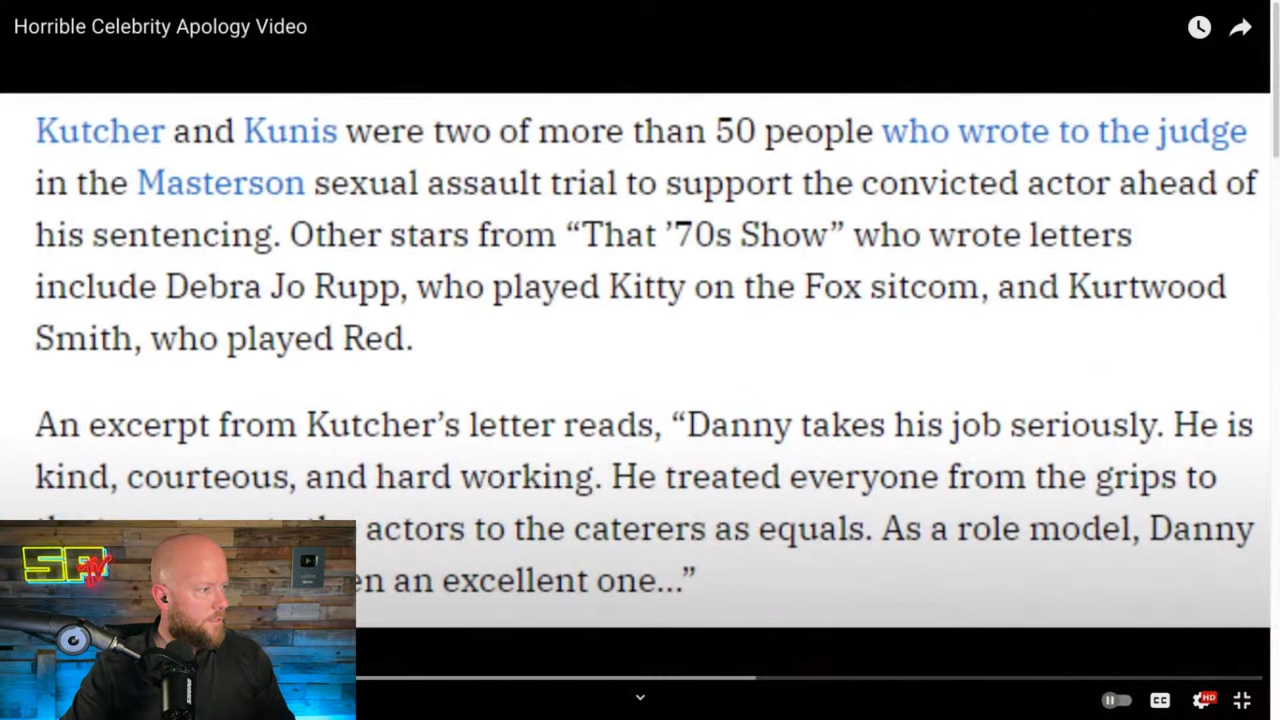 Horrible Celebrity Apology Video
Kutcher and Kunis were two of more than 50 people who wrote to the judge
in the Masterson sexual assault trial to support the convicted actor ahead of
his sentencing. Other stars from “That ’70s Show” who wrote letters
include Debra Jo Rupp, who played Kitty on the Fox sitcom, and Kurtwood
Smith, who played Red.
An excerpt from Kutcher’s letter reads, “Danny takes his job seriously. He is
kind, courteous, and hard working. He treated everyone from the grips to
actors to the caterers as equals. As a role model, Danny
an excellent one...”
SPTV
CC
HD